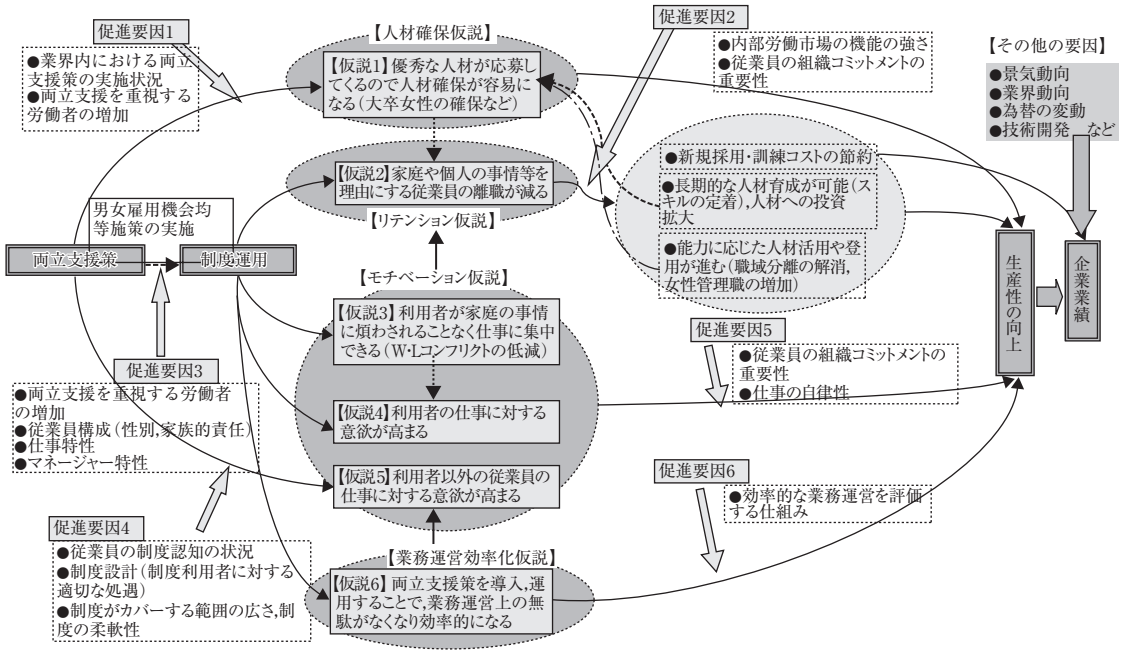 促進要因1
●業界内における両立
支援策の実施状況
●両立支援を重視する
労働者の増加
【人材確保仮説】
【仮説1】優秀な人材が応募
してくるので人材確保が容易に
なる(大卒女性の確保など)
促進要因2
●内部労働市場の機能の強さ
●従業員の組織コミットメントの
重要性
【その他の要因】
●景気動向
●業界動向
●為替の変動
●技術開発 など
【仮説2】家庭や個人の事情等を
理由にする従業員の離職が減る
【リテンション仮説】
●新規採用・訓練コストの節約
●長期的な人材育成が可能(ス
キルの定着),人材への投資
拡大
●能力に応じた人材活用や登
用が進む(職域分離の解消,
女性管理職の増加)
男女雇用機会均
等施策の実施
両立支援策
制度運用
生産性の向上
企業業績
【モチベーション仮説】
【仮説3】利用者が家庭の事情
に煩わされることなく仕事に集中
できる(W・Lコンフリクトの低減)
【仮説4】利用者の仕事に対する
意欲が高まる
【仮説5】利用者以外の従業員の
仕事に対する意欲が高まる
促進要因5
●従業員の組織コミットメントの
重要性
●仕事の自律性
促進要因3
●両立支援を重視する労働者
の増加
●従業員構成(性別,家族的責任)
●仕事特性
●マネージャー特性
促進要因6
●効率的な業務運営を評価
する仕組み
促進要因4
●従業員の制度認知の状況
●制度設計(制度利用者に対する
適切な処遇)
●制度がカバーする範囲の広さ,制
度の柔軟性
【業務運営効率化仮説】
【仮説6】両立支援策を導入,運
用することで,業務運営上の無
駄がなくなり効率的になる